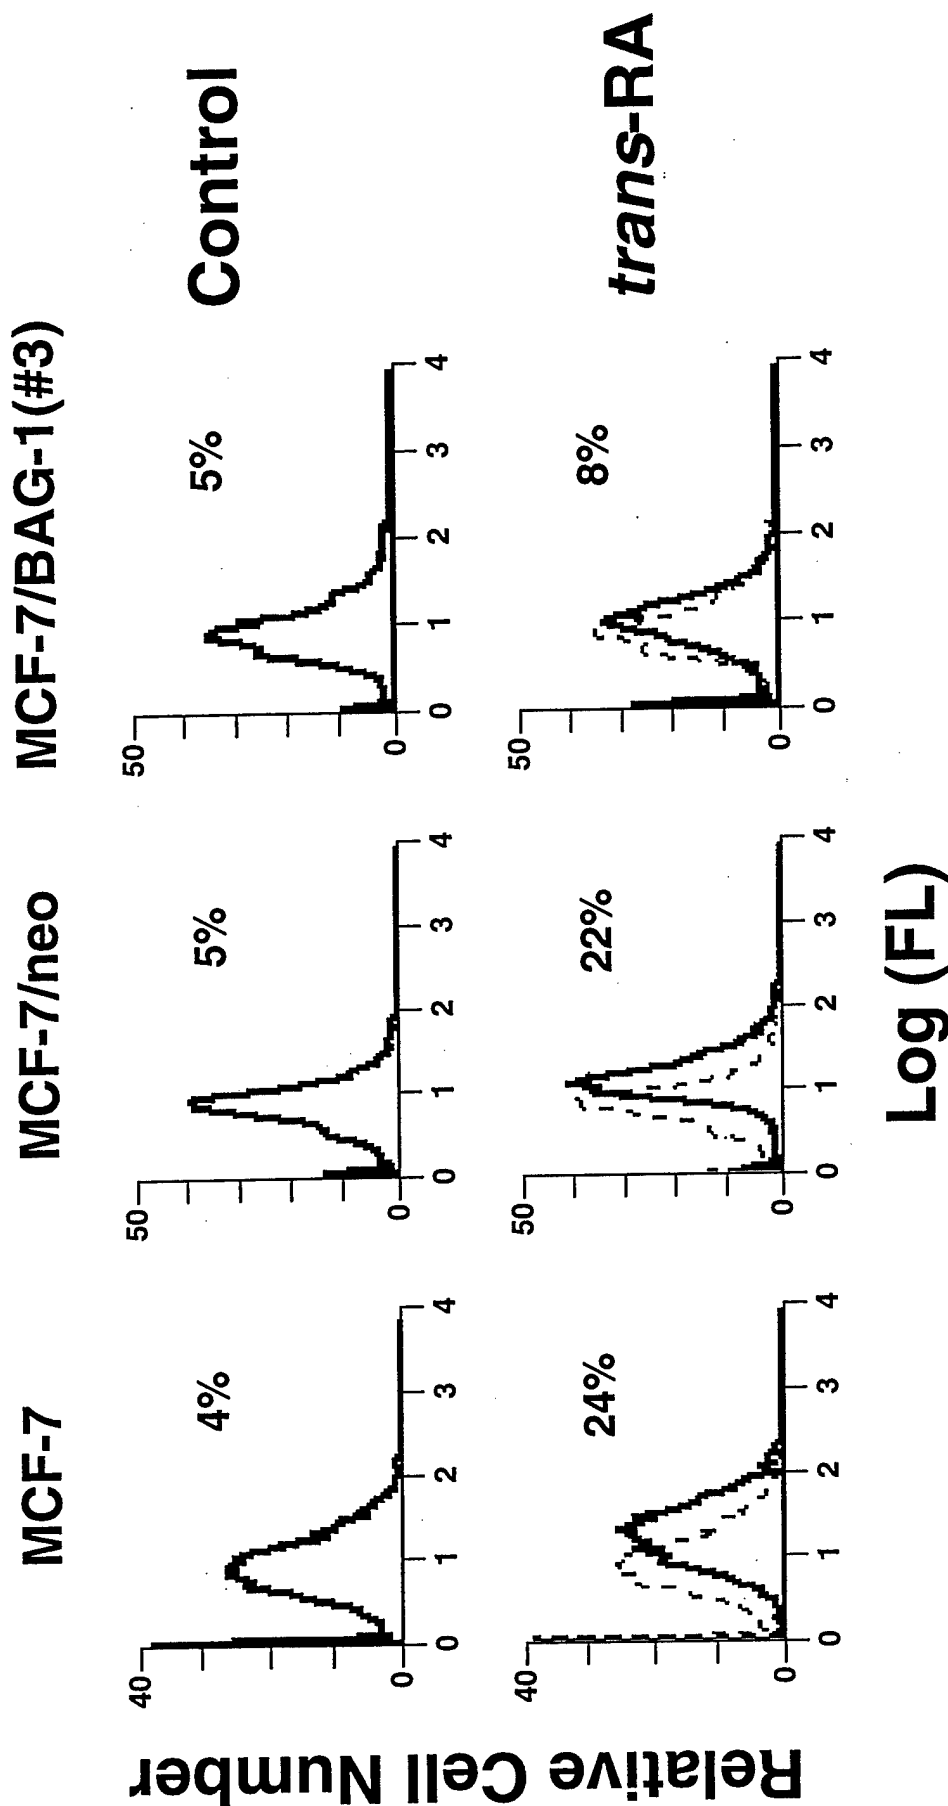 MCF-7
MCF-7/neo
MCF-7/BAG-1(#3)
Relative Cell Number
40
0
0 1 2 3 4
4%
50
0
0 1 2 3 4
5%
50
0
0 1 2 3 4
5%
Control
40
0
0 1 2 3 4
24%
50
0
0 1 2 3 4
22%
50
0
0 1 2 3 4
8%
trans-RA
Log (FL)